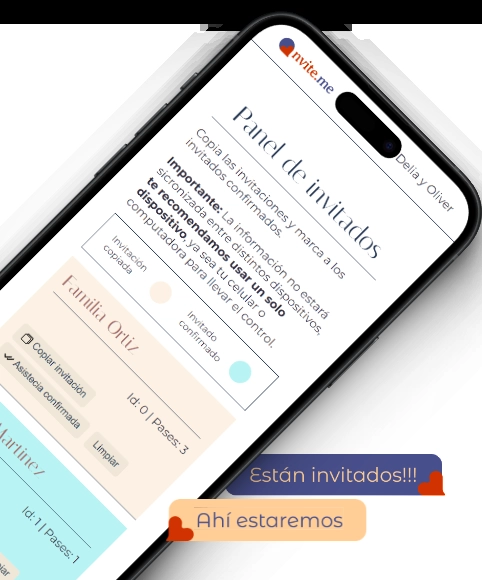 nvite.me
Delia y Oliver
Panel de invitados
Copia las invitaciones y marca a los
invitados confirmados.
Importante: La información no estará
sicronizada entre distintos dispositivos,
te recomendamos usar un solo
dispositivo, ya sea tu celular o
computadora para llevar el control.
Invitación
copiada
Invitado
confirmado
Familia Ortíz
Id: 0 | Pases: 3
Copiar invitación
Asistecia confirmada
Limpiar
Martínez
Id: 1 | Pases: 1
Están invitados!!!
Ahí estaremos